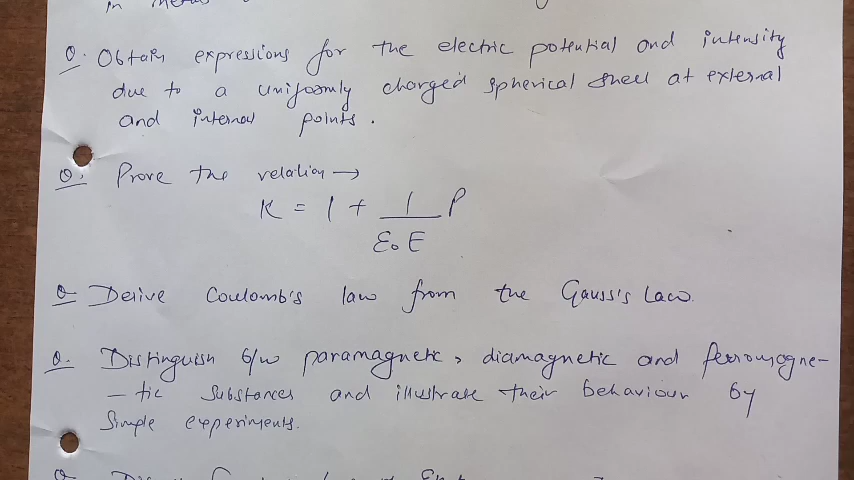 in
Q. Obtain expressions for the electric potential and intensity
due to a uniformly charged spherical shell at external
and internal points.
Q. Prove the relation →
K = 1 + 1/ε₀E P
Q Derive Coulomb's law from the Gauss's Law.
Q. Distinguish b/w paramagnetic, diamagnetic and ferromagne-
-tic substances and illustrate their behaviour by
simple experiments.